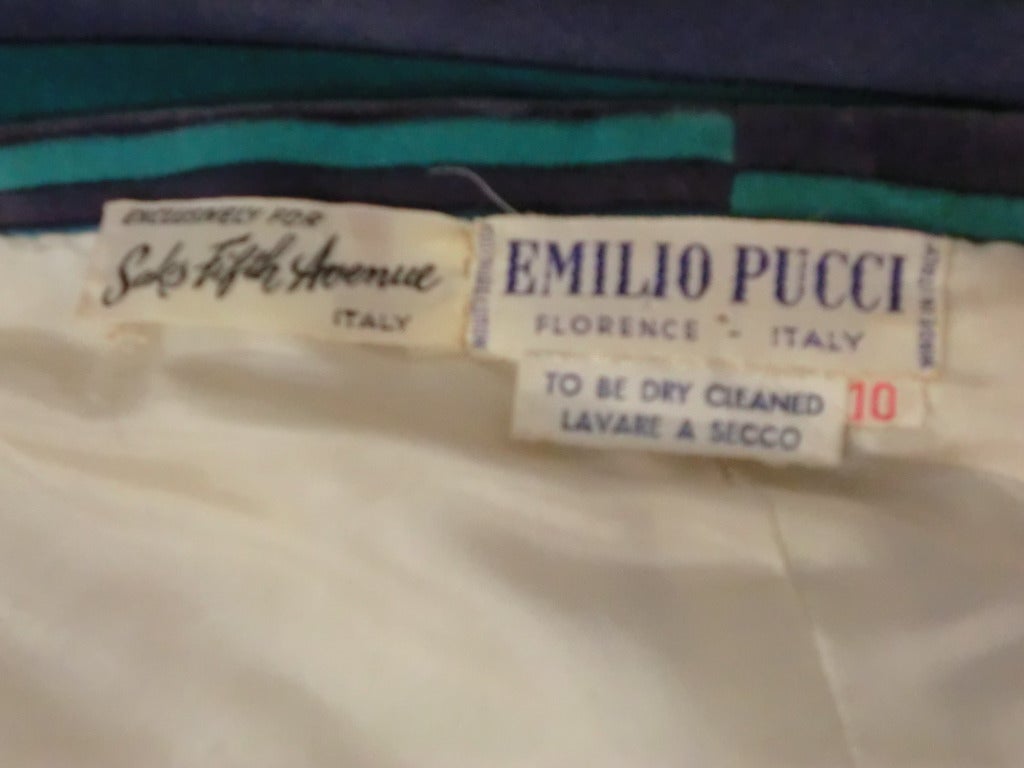 EXCLUSIVELY FOR
Saks Fifth Avenue
ITALY
EMILIO PUCCI
FLORENCE - ITALY
TO BE DRY CLEANED
LAVARE A SECCO
10